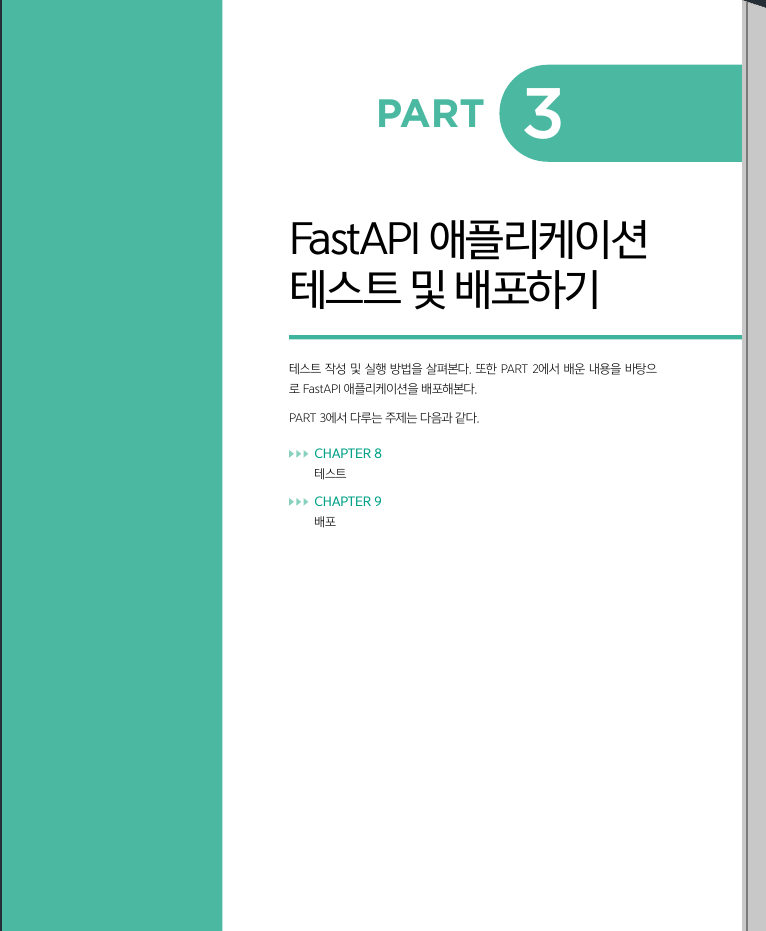 PART 3
FastAPI 애플리케이션
테스트 및 배포하기
테스트 작성 및 실행 방법을 살펴본다. 또한 PART 2에서 배운 내용을 바탕으
로 FastAPI 애플리케이션을 배포해본다.
PART 3에서 다루는 주제는 다음과 같다.
CHAPTER 8
테스트
CHAPTER 9
배포